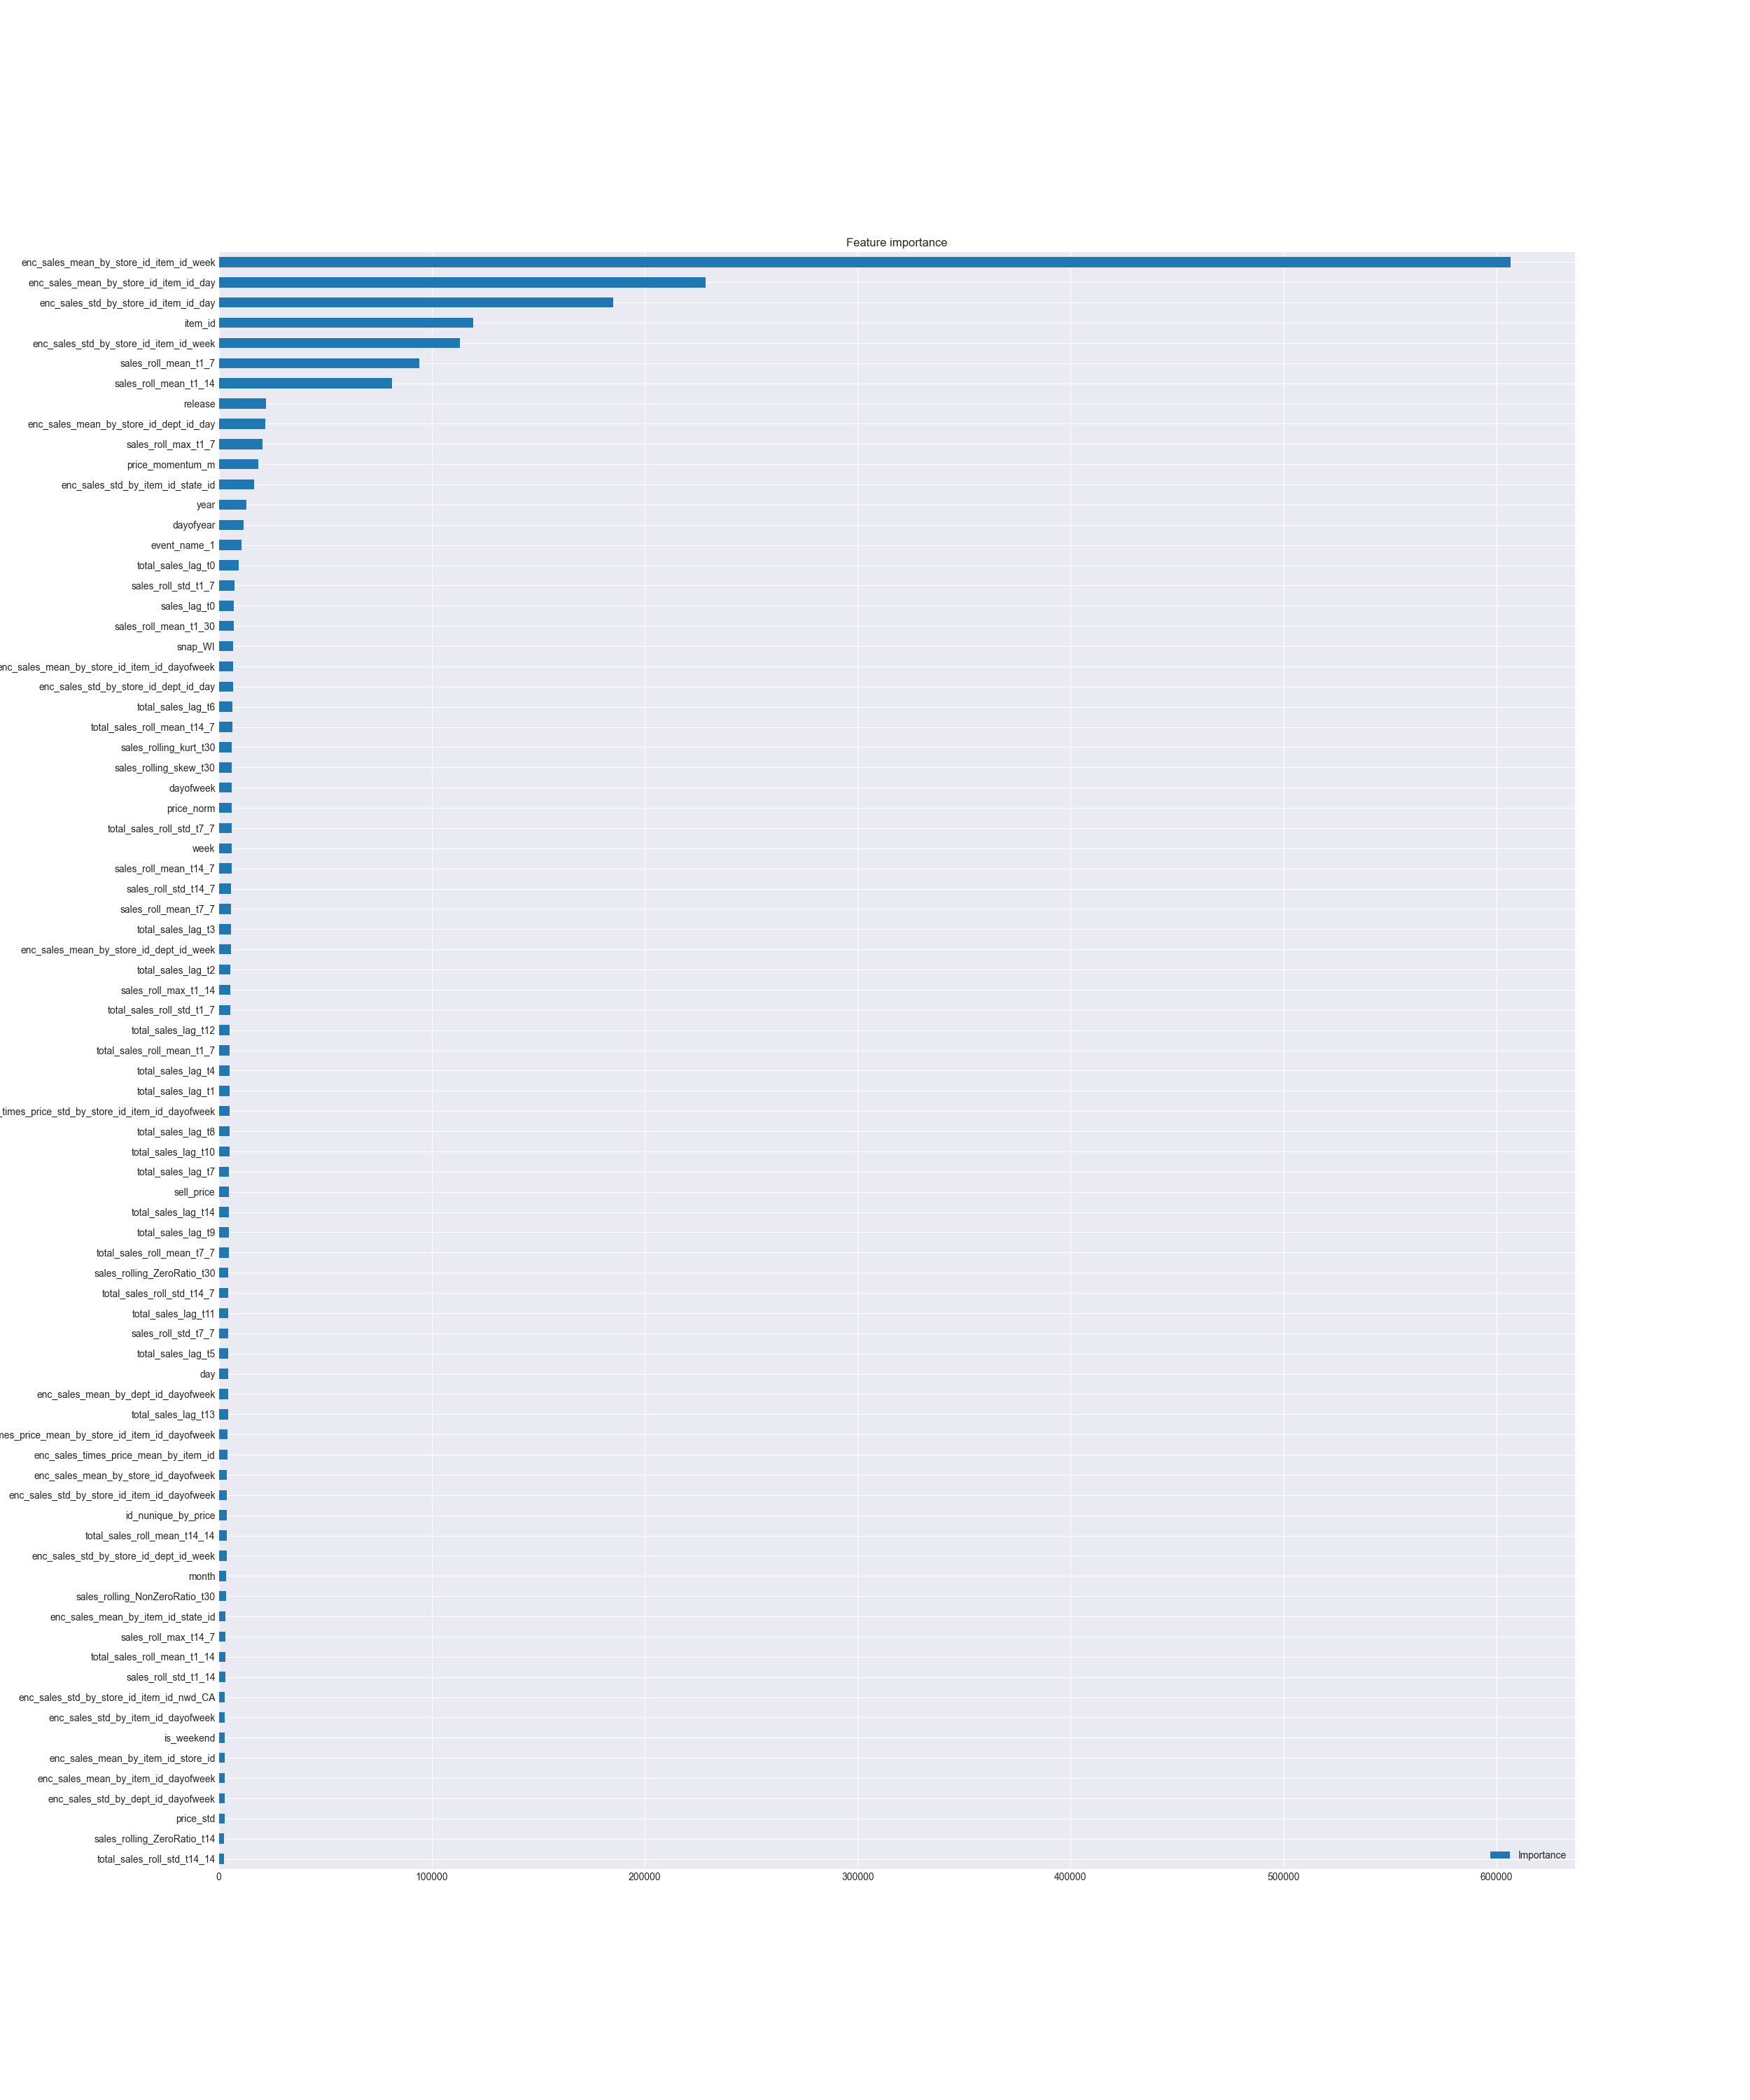 Feature importance
enc_sales_mean_by_store_id_item_id_week
enc_sales_mean_by_store_id_item_id_day
enc_sales_std_by_store_id_item_id_day
item_id
enc_sales_std_by_store_id_item_id_week
sales_roll_mean_t1_7
sales_roll_mean_t1_14
release
enc_sales_mean_by_store_id_dept_id_day
sales_roll_max_t1_7
price_momentum_m
enc_sales_std_by_item_id_state_id
year
dayofyear
event_name_1
total_sales_lag_t0
sales_roll_std_t1_7
sales_lag_t0
sales_roll_mean_t1_30
snap_WI
enc_sales_mean_by_store_id_item_id_dayofweek
enc_sales_std_by_store_id_dept_id_day
total_sales_lag_t6
total_sales_roll_mean_t14_7
sales_rolling_kurt_t30
sales_rolling_skew_t30
dayofweek
price_norm
total_sales_roll_std_t7_7
week
sales_roll_mean_t14_7
sales_roll_std_t14_7
sales_roll_mean_t7_7
total_sales_lag_t3
enc_sales_mean_by_store_id_dept_id_week
total_sales_lag_t2
sales_roll_max_t1_14
total_sales_roll_std_t1_7
total_sales_lag_t12
total_sales_roll_mean_t1_7
total_sales_lag_t4
total_sales_lag_t1
_times_price_std_by_store_id_item_id_dayofweek
total_sales_lag_t8
total_sales_lag_t10
total_sales_lag_t7
sell_price
total_sales_lag_t14
total_sales_lag_t9
total_sales_roll_mean_t7_7
sales_rolling_ZeroRatio_t30
total_sales_roll_std_t14_7
total_sales_lag_t11
sales_roll_std_t7_7
total_sales_lag_t5
day
enc_sales_mean_by_dept_id_dayofweek
total_sales_lag_t13
mes_price_mean_by_store_id_item_id_dayofweek
enc_sales_times_price_mean_by_item_id
enc_sales_mean_by_store_id_dayofweek
enc_sales_std_by_store_id_item_id_dayofweek
id_nunique_by_price
total_sales_roll_mean_t14_14
enc_sales_std_by_store_id_dept_id_week
month
sales_rolling_NonZeroRatio_t30
enc_sales_mean_by_item_id_state_id
sales_roll_max_t14_7
total_sales_roll_mean_t1_14
sales_roll_std_t1_14
enc_sales_std_by_store_id_item_id_nwd_CA
enc_sales_std_by_item_id_dayofweek
is_weekend
enc_sales_mean_by_item_id_store_id
enc_sales_mean_by_item_id_dayofweek
enc_sales_std_by_dept_id_dayofweek
price_std
sales_rolling_ZeroRatio_t14
total_sales_roll_std_t14_14
Importance
0 100000 200000 300000 400000 500000 600000